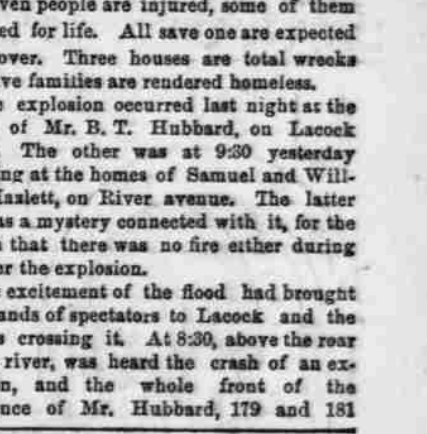 ven people are injured, some of them
ed for life. All save one are expected
over. Three houses are total wrecks
ve families are rendered homeless.
explosion occurred last night at the
of Mr. B. T. Hubbard, on Lacock
The other was at 9:30 yesterday
ng at the homes of Samuel and Will-
Haslett, on River avenue. The latter
as a mystery connected with it, for the
that there was no fire either during
er the explosion.
excitement of the flood had brought
ands of spectators to Lacock and the
s crossing it. At 8:30, above the roar
river, was heard the crash of an ex-
n, and the whole front of the
nce of Mr. Hubbard, 179 and 181